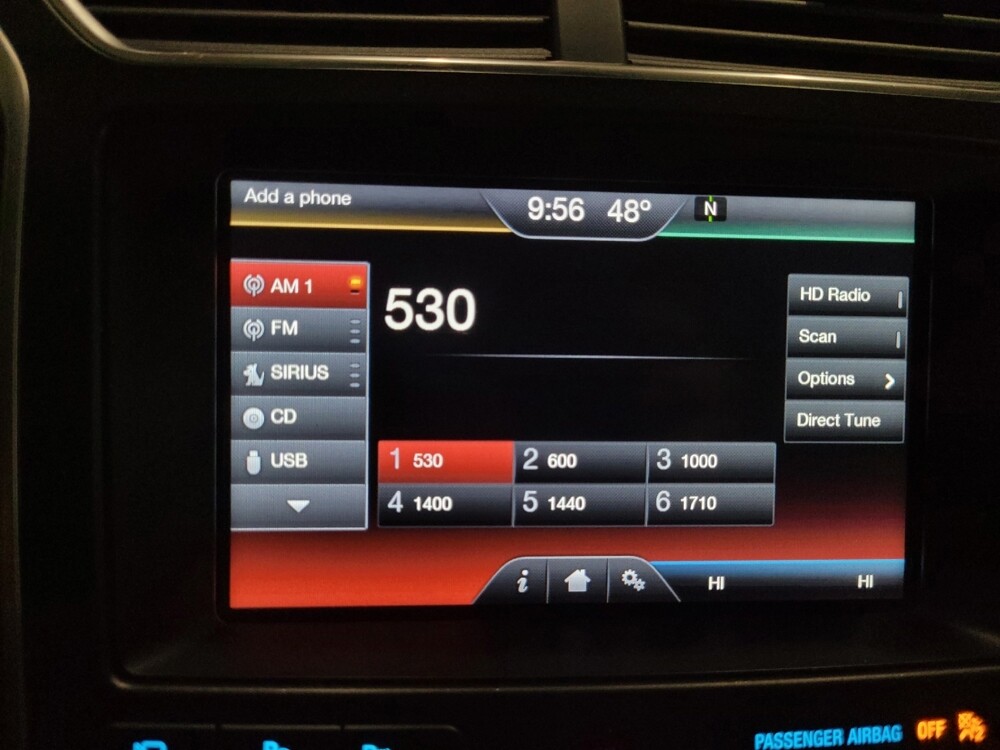 Add a phone
9:56 48° N
AM 1
FM
SIRIUS
CD
USB
530
HD Radio
Scan
Options
Direct Tune
1 530 2 600 3 1000
4 1400 5 1440 6 1710
i HI HI
PASSENGER AIRBAG OFF